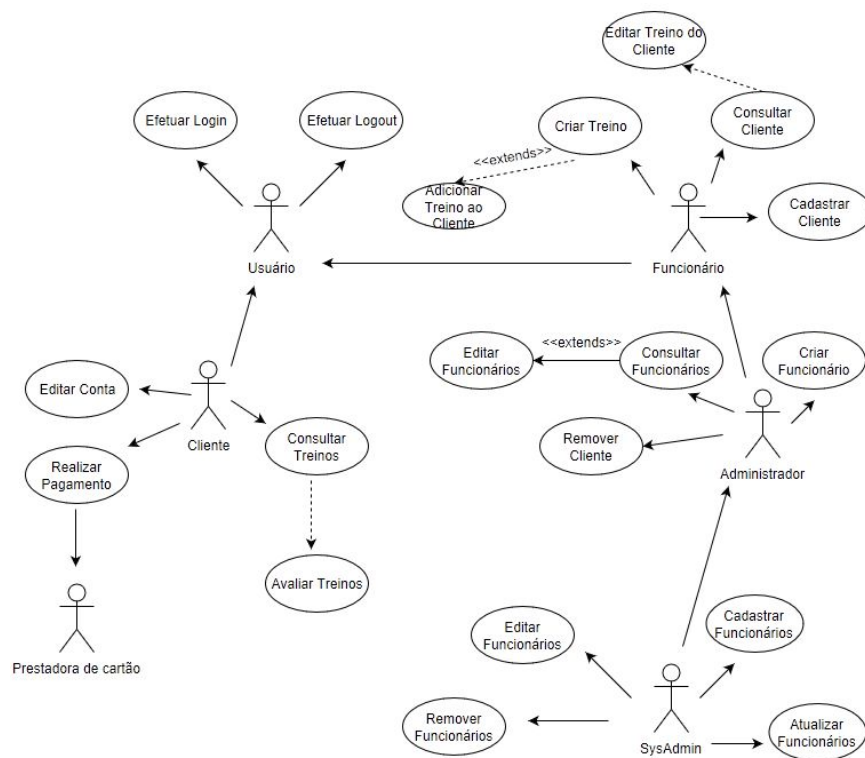 Editar Treino do
Cliente
Efetuar Login
Efetuar Logout
Criar Treino
Consultar
Cliente
<<extends>>
Adicionar
Treino ao
Cliente
Cadastrar
Cliente
Usuário
Funcionário
Editar
Funcionários
<<extends>>
Consultar
Funcionários
Criar
Funcionário
Editar Conta
Cliente
Consultar
Treinos
Remover
Cliente
Administrador
Realizar
Pagamento
Avaliar Treinos
Prestadora de cartão
Editar
Funcionários
Cadastrar
Funcionários
Remover
Funcionários
SysAdmin
Atualizar
Funcionários